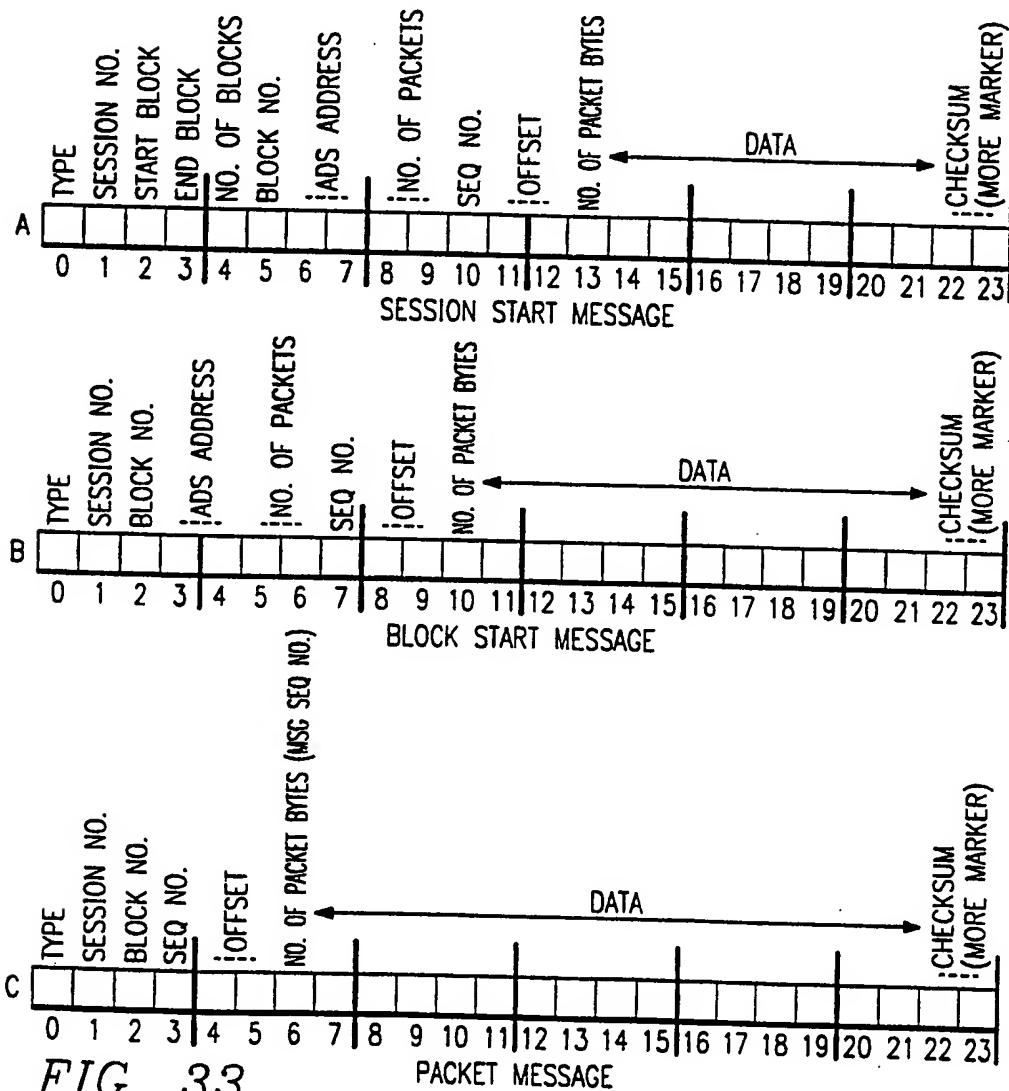 TYPE
SESSION NO.
START BLOCK
END BLOCK
NO. OF BLOCKS
BLOCK NO.
ADS ADDRESS
NO. OF PACKETS
SEQ NO.
OFFSET
NO. OF PACKET BYTES
DATA
CHECKSUM
(MORE MARKER)
A
0 1 2 3 4 5 6 7 8 9 10 11 12 13 14 15 16 17 18 19 20 21 22 23
SESSION START MESSAGE
TYPE
SESSION NO.
BLOCK NO.
ADS ADDRESS
NO. OF PACKETS
SEQ NO.
OFFSET
NO. OF PACKET BYTES
DATA
CHECKSUM
(MORE MARKER)
B
0 1 2 3 4 5 6 7 8 9 10 11 12 13 14 15 16 17 18 19 20 21 22 23
BLOCK START MESSAGE
TYPE
SESSION NO.
BLOCK NO.
SEQ NO.
OFFSET
NO. OF PACKET BYTES (MSG SEQ NO.)
DATA
CHECKSUM
(MORE MARKER)
C
0 1 2 3 4 5 6 7 8 9 10 11 12 13 14 15 16 17 18 19 20 21 22 23
PACKET MESSAGE
FIG. 33